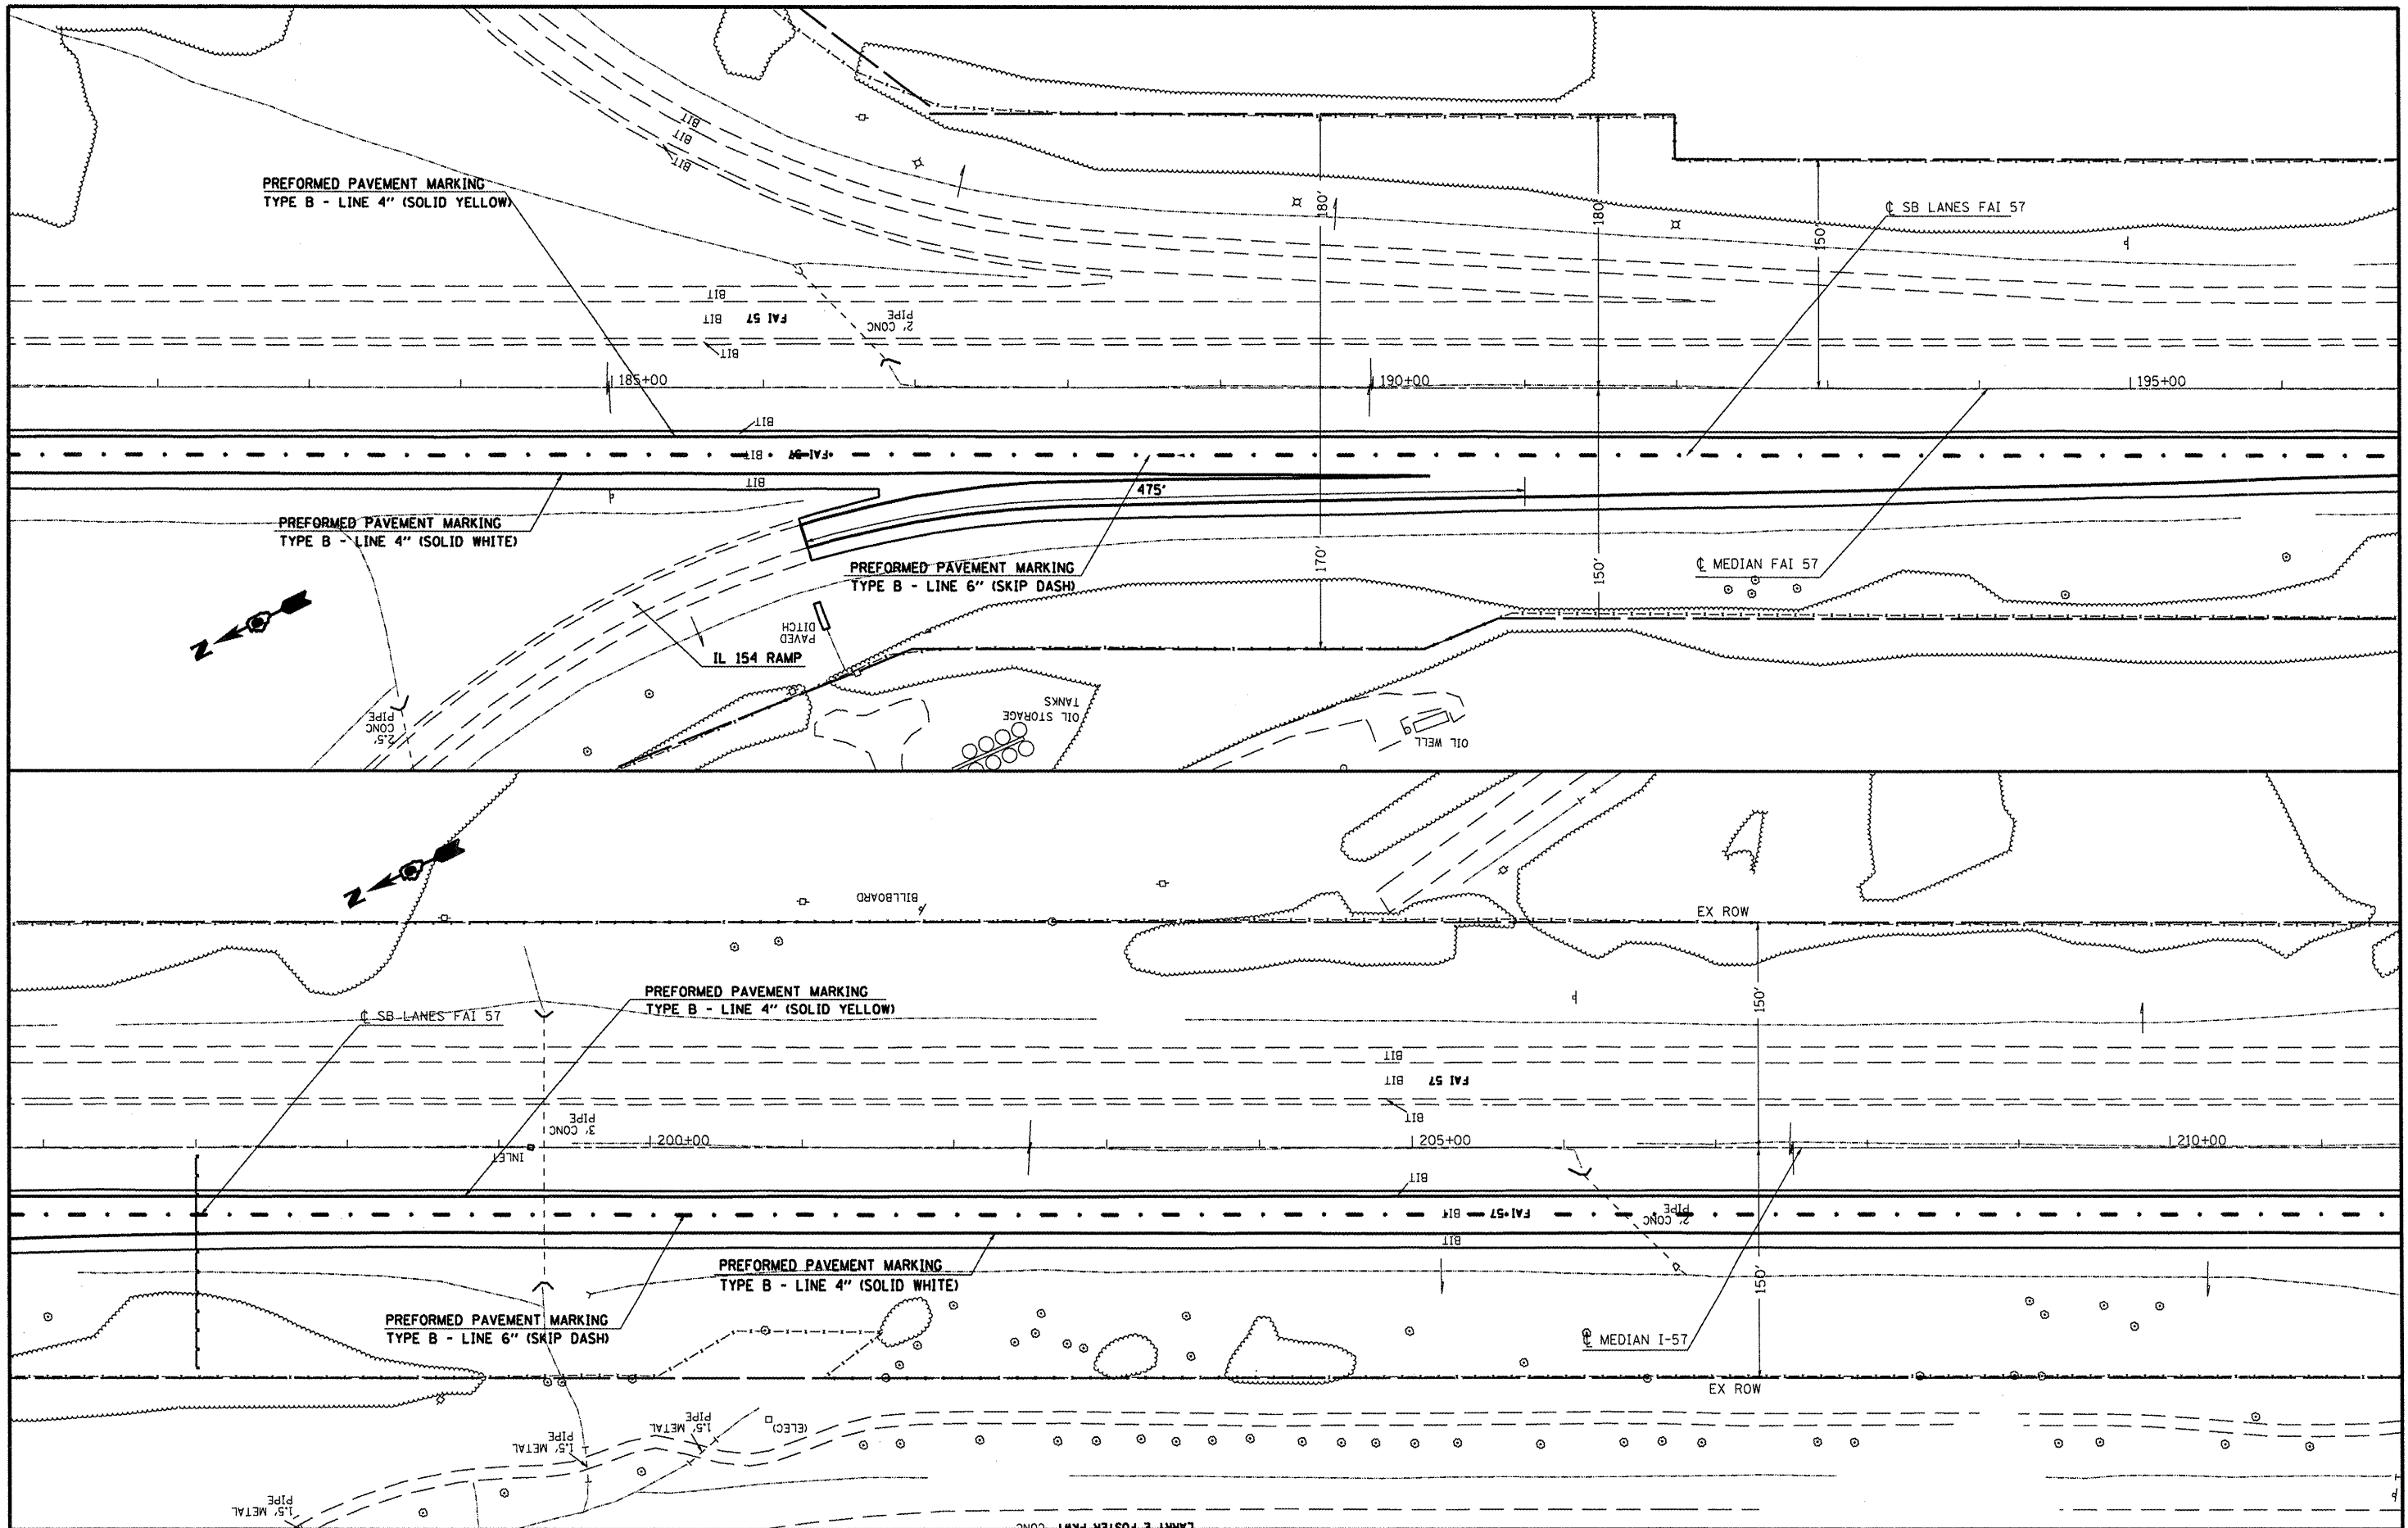 BIT
BIT
BIT
PREFORMED PAVEMENT MARKING
TYPE B - LINE 4" (SOLID YELLOW)
180'
180'
150'
℄ SB LANES FAI 57
BIT
BIT FAI 57
2' CONC
PIPE
BIT
185+00
190+00
195+00
BIT
BIT FAI 57
BIT
475'
PREFORMED PAVEMENT MARKING
TYPE B - LINE 4" (SOLID WHITE)
PREFORMED PAVEMENT MARKING
TYPE B - LINE 6" (SKIP DASH)
170'
150'
℄ MEDIAN FAI 57
N
PAVED
DITCH
IL 154 RAMP
2.5'
CONC
PIPE
OIL STORAGE
TANKS
OIL WELL
N
BILLBOARD
EX ROW
PREFORMED PAVEMENT MARKING
TYPE B - LINE 4" (SOLID YELLOW)
℄ SB LANES FAI 57
150'
BIT
BIT FAI 57
BIT
3' CONC
PIPE
INLET
200+00
205+00
210+00
BIT
BIT FAI 57
2' CONC
PIPE
BIT
PREFORMED PAVEMENT MARKING
TYPE B - LINE 4" (SOLID WHITE)
150'
PREFORMED PAVEMENT MARKING
TYPE B - LINE 6" (SKIP DASH)
℄ MEDIAN I-57
EX ROW
1.5' METAL
PIPE
1.5' METAL
PIPE
(ELEC)
1.5' METAL
PIPE
LARRY E FOSTER PKWY CONC